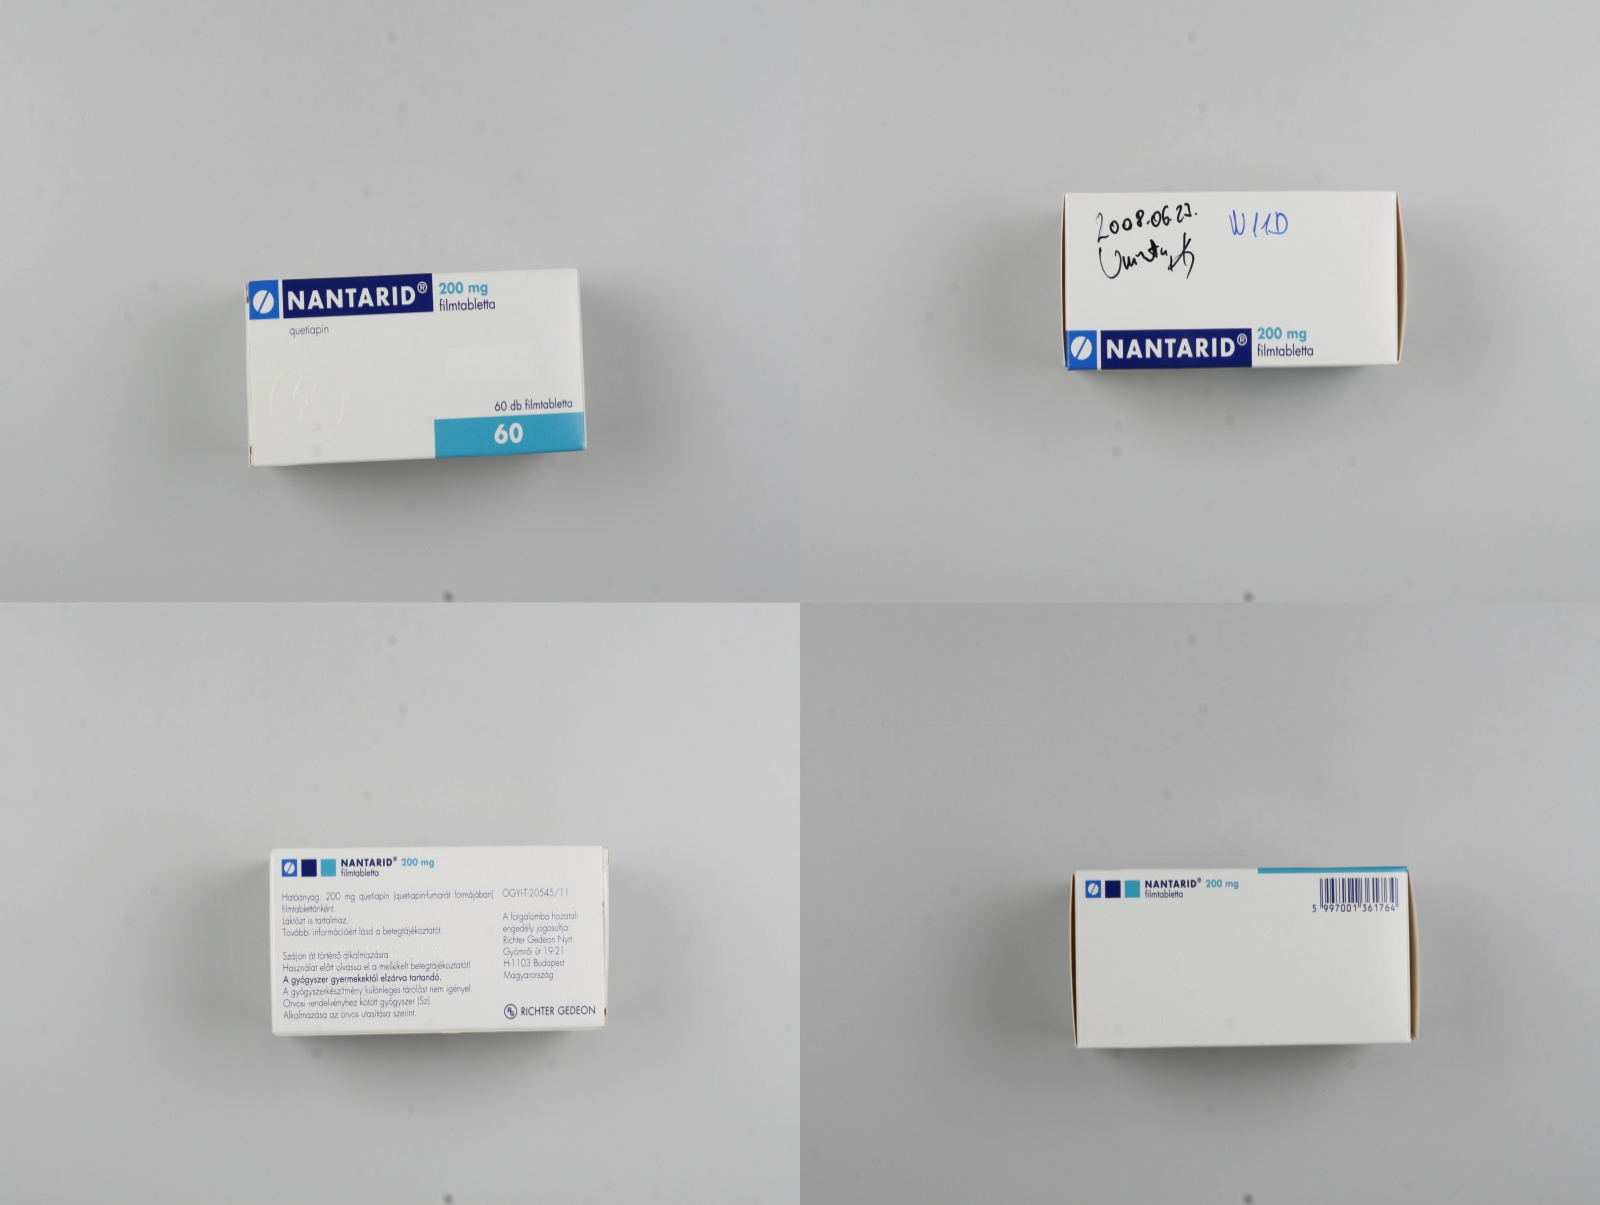 NANTARID® 200 mg
filmtabletta
quetiapin
60 db filmtabletta
60
2008.06.27.
W/1D
NANTARID® 200 mg
filmtabletta
NANTARID® 200 mg
filmtabletta
Hatóanyag: 200 mg quetiapin (quetiapin-fumarát formájában)
filmtablettánként.
Laktózt is tartalmaz.
További információért lásd a betegtájékoztatót.
Szájon át történő alkalmazásra.
Használat előtt olvassa el a mellékelt betegtájékoztatót!
A gyógyszer gyermekektől elzárva tartandó.
A gyógyszerkészítmény különleges tárolást nem igényel.
Orvosi rendelvényhez kötött gyógyszer (Sz).
Alkalmazása az orvos utasítása szerint.
OGYI-T-20545/11
A forgalomba hozatali
engedély jogosultja:
Richter Gedeon Nyrt.
Gyömrői út 19-21
H-1103 Budapest
Magyarország
RG RICHTER GEDEON
NANTARID® 200 mg
filmtabletta
5 997001 361764